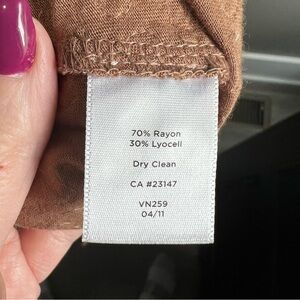 70% Rayon
30% Lyocell
Dry Clean
CA #23147
VN259
04/11